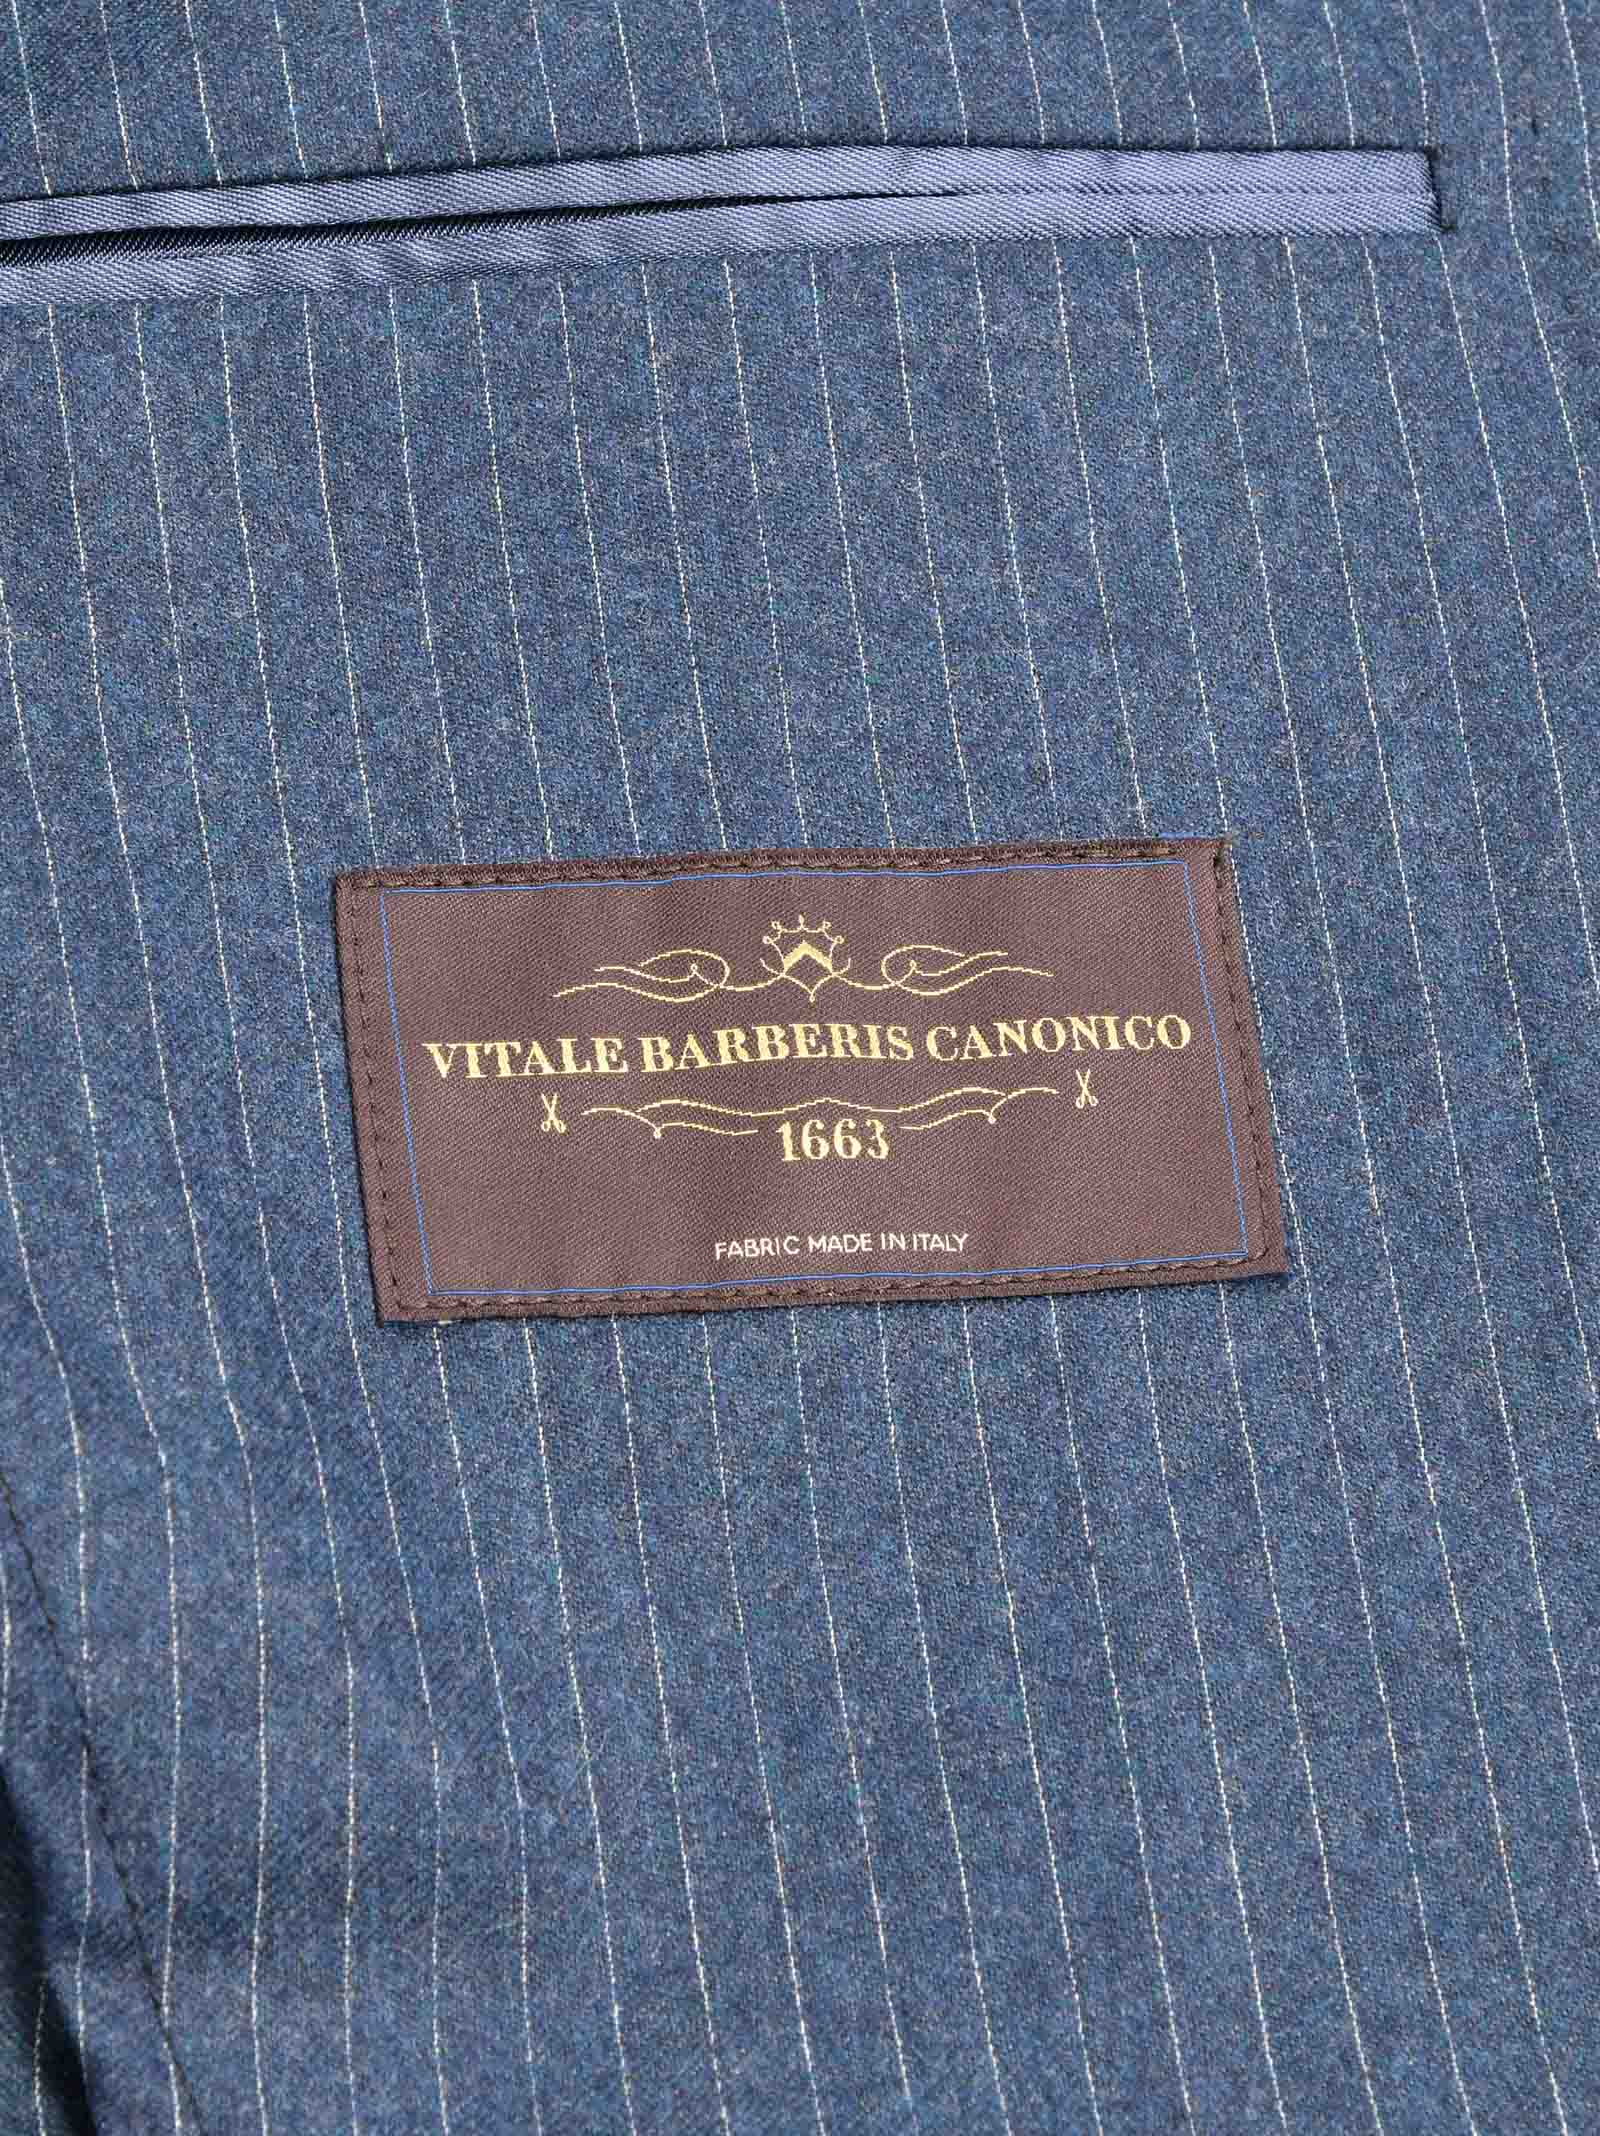 VITALE BARBERIS CANONICO
1663
FABRIC MADE IN ITALY